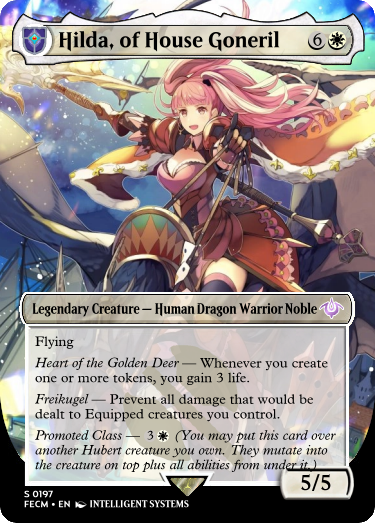 Hilda, of House Goneril 6
Legendary Creature — Human Dragon Warrior Noble
Flying
Heart of the Golden Deer — Whenever you create
one or more tokens, you gain 3 life.
Freikugel — Prevent all damage that would be
dealt to Equipped creatures you control.
Promoted Class — 3 (You may put this card over
another Hubert creature you own. They mutate into
the creature on top plus all abilities from under it.)
5/5
S 0197
FECM • EN INTELLIGENT SYSTEMS